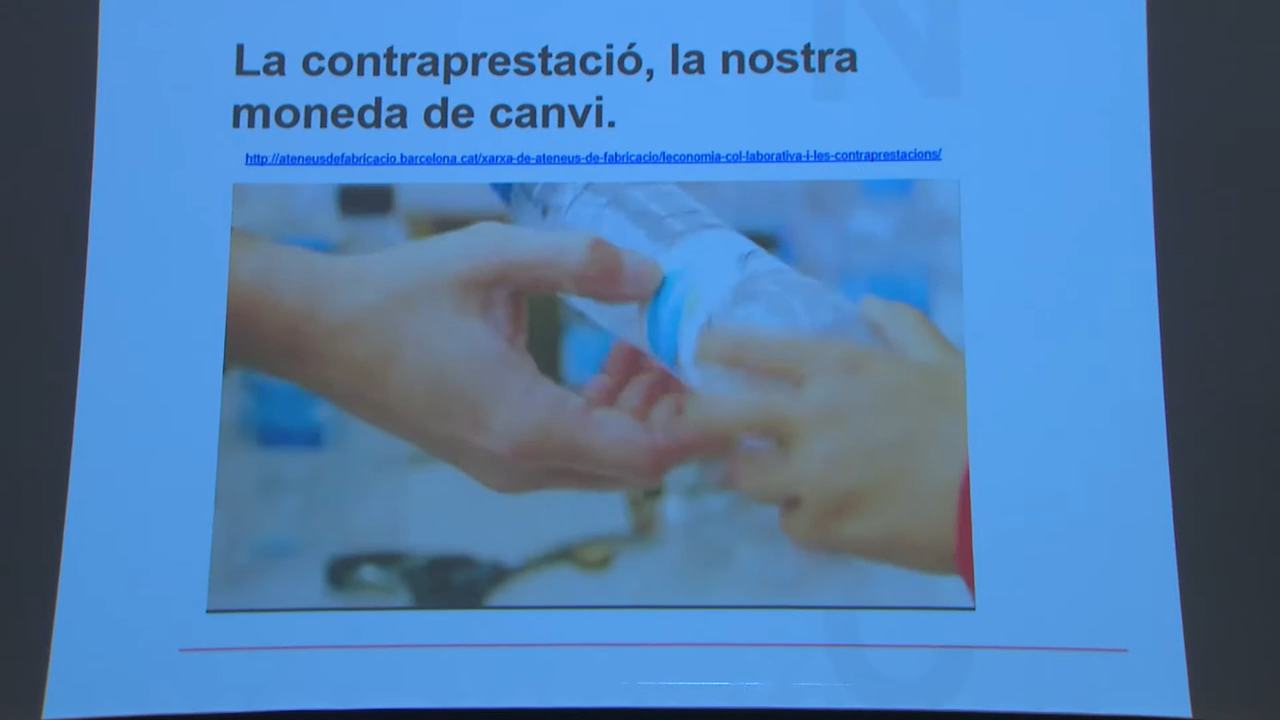 La contraprestació, la nostra
moneda de canvi.
http://ateneusdefabricacio.barcelona.cat/xarxa-de-ateneus-de-fabricacio/leconomia-col-laborativa-i-les-contraprestacions/